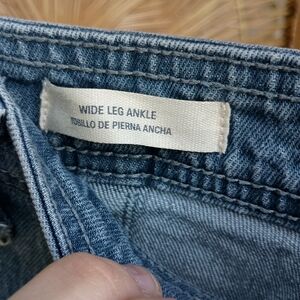 WIDE LEG ANKLE
TOBILLO DE PIERNA ANCHA